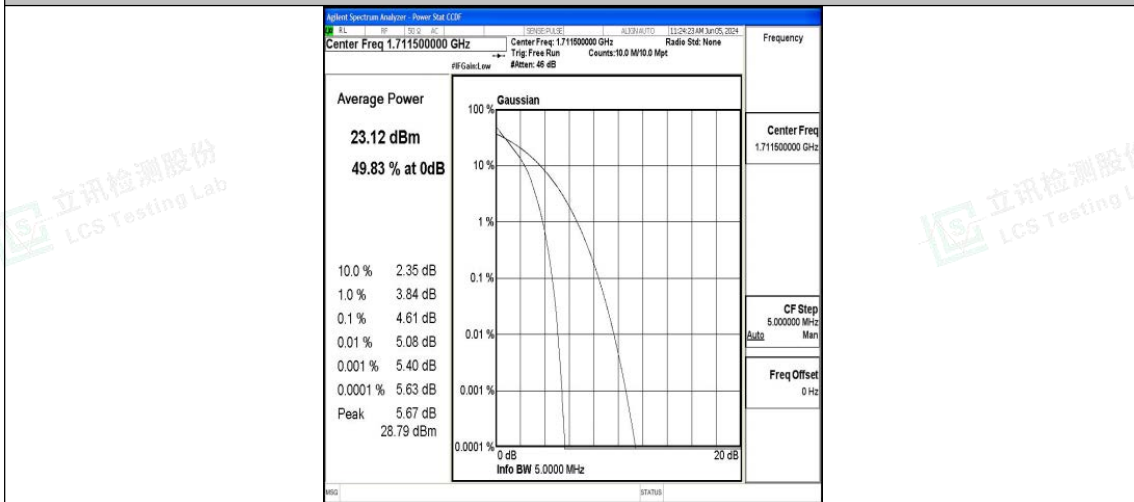 Agilent Spectrum Analyzer - Power Stat CCDF
RL RF 50 Ω AC SENSE:PULSE ALIGN AUTO 11:24:23 AM Jun 05, 2024
Center Freq 1.711500000 GHz
Center Freq: 1.711500000 GHz
Radio Std: None
Trig: Free Run
Counts:10.0 M/10.0 Mpt
#IFGain:Low
#Atten: 46 dB
Frequency
Center Freq
1.711500000 GHz
CF Step
5.000000 MHz
Auto Man
Freq Offset
0 Hz
Average Power
23.12 dBm
49.83 % at 0dB
10.0 % 2.35 dB
1.0 % 3.84 dB
0.1 % 4.61 dB
0.01 % 5.08 dB
0.001 % 5.40 dB
0.0001 % 5.63 dB
Peak 5.67 dB
28.79 dBm
Gaussian
100 %
10 %
1 %
0.1 %
0.01 %
0.001 %
0.0001 %
0 dB 20 dB
Info BW 5.0000 MHz
MSG STATUS
立讯检测股份
LCS Testing Lab
立讯检测股份
LCS Testing L